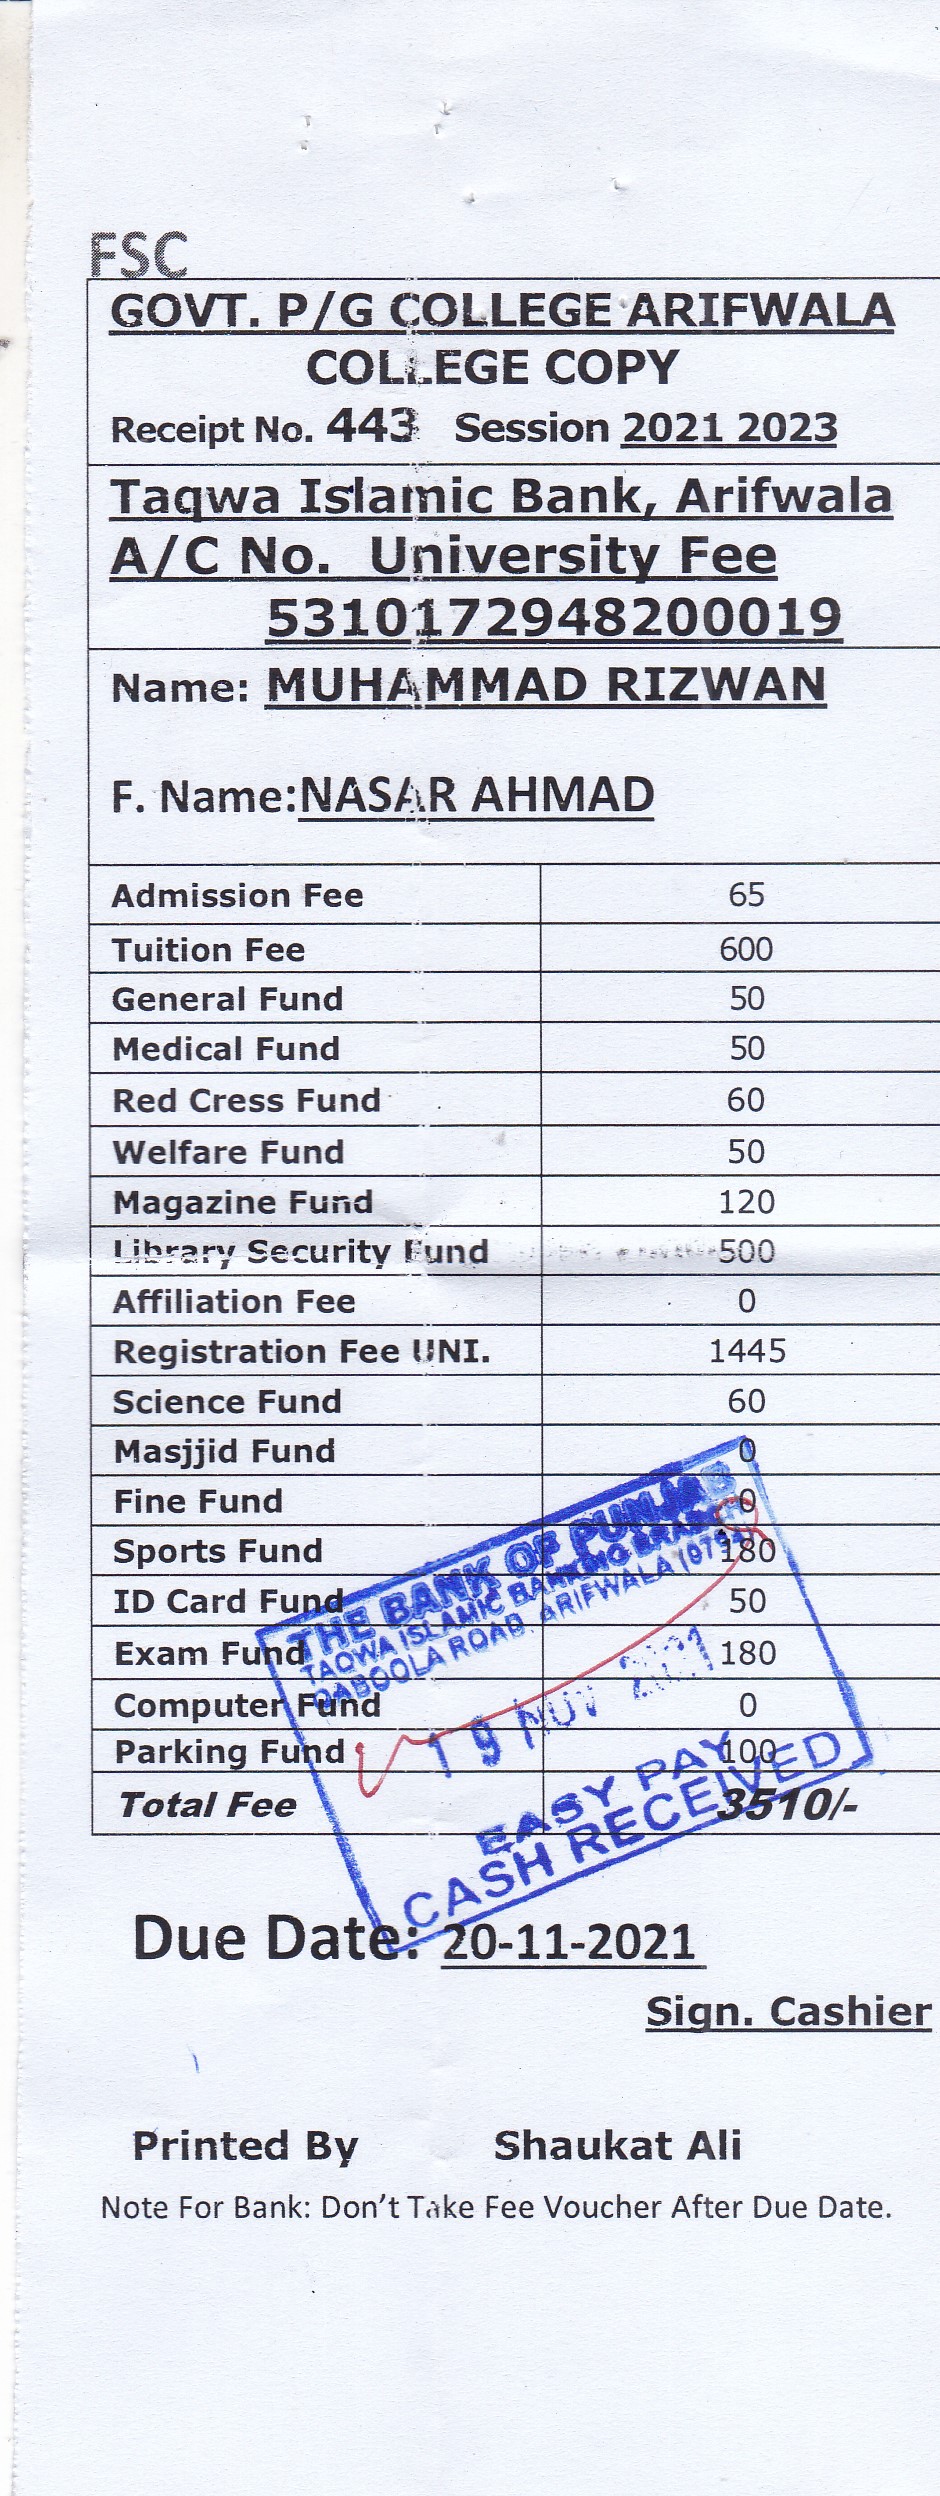 FSC
GOVT. P/G COLLEGE ARIFWALA
COLLEGE COPY
Receipt No. 443 Session 2021 2023
Taqwa Islamic Bank, Arifwala
A/C No. University Fee
5310172948200019
Name: MUHAMMAD RIZWAN
F. Name:NASAR AHMAD
Admission Fee 65
Tuition Fee 600
General Fund 50
Medical Fund 50
Red Cress Fund 60
Welfare Fund 50
Magazine Fund 120
Library Security Fund 500
Affiliation Fee 0
Registration Fee UNI. 1445
Science Fund 60
Masjjid Fund 0
Fine Fund 0
Sports Fund 180
ID Card Fund 50
Exam Fund 180
Computer Fund 0
Parking Fund 100
Total Fee 3510/-
THE BANK OF PUNJAB
TAQWA ISLAMIC BANKING BRANCH
QABOOLA ROAD, ARIFWALA
19 NOV 2021
EASY PAY
CASH RECEIVED
Due Date: 20-11-2021
Sign. Cashier
Printed By Shaukat Ali
Note For Bank: Don't Take Fee Voucher After Due Date.